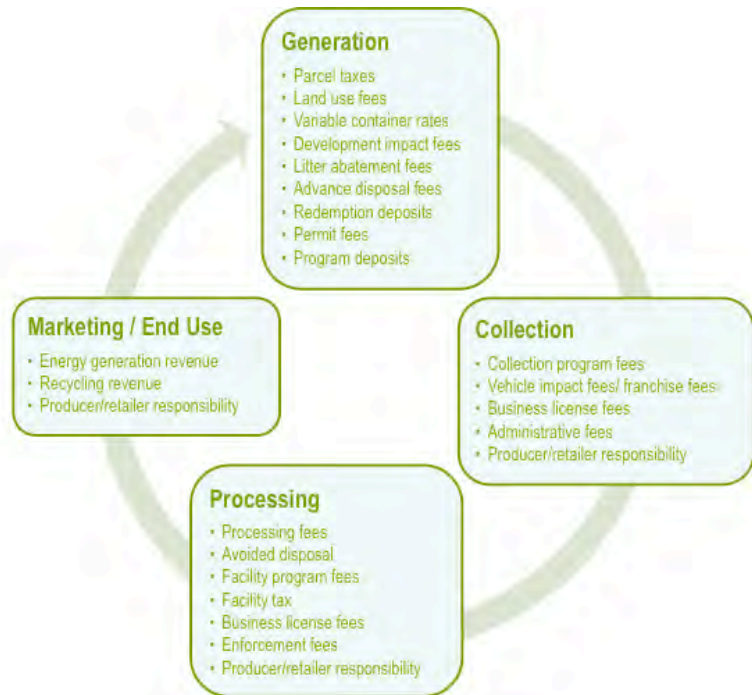 Generation
• Parcel taxes
• Land use fees
• Variable container rates
• Development impact fees
• Litter abatement fees
• Advance disposal fees
• Redemption deposits
• Permit fees
• Program deposits
Marketing / End Use
• Energy generation revenue
• Recycling revenue
• Producer/retailer responsibility
Collection
• Collection program fees
• Vehicle impact fees/ franchise fees
• Business license fees
• Administrative fees
• Producer/retailer responsibility
Processing
• Processing fees
• Avoided disposal
• Facility program fees
• Facility tax
• Business license fees
• Enforcement fees
• Producer/retailer responsibility